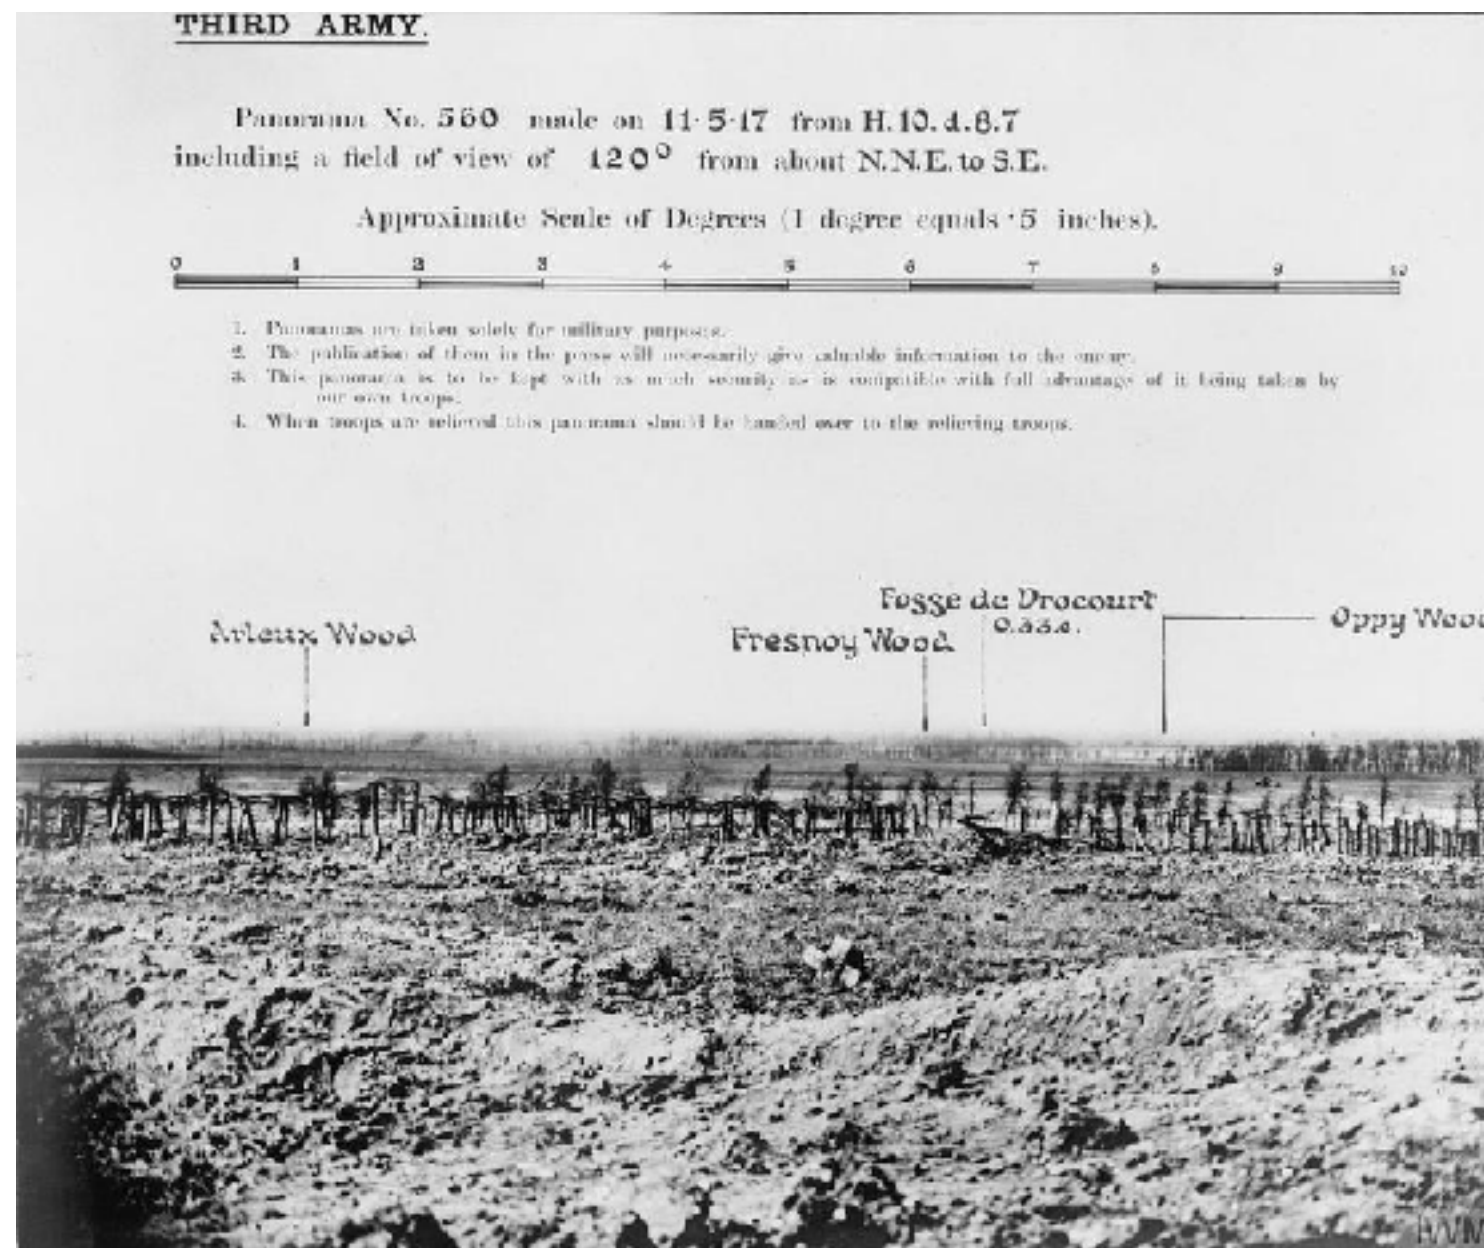 THIRD ARMY.
Panorama No. 560 made on 11·5·17 from H.10.d.8.7
including a field of view of 120° from about N.N.E. to S.E.
Approximate Scale of Degrees (1 degree equals ·5 inches).
0 1 2 3 4 5 6 7 8 9 10
1. Panoramas are taken solely for military purposes.
2. The publication of them in the press will necessarily give valuable information to the enemy.
3. This panorama is to be kept with as much security as is compatible with full advantage of it being taken by
our own troops.
4. When troops are relieved this panorama should be handed over to the relieving troops.
Fosse de Drocourt
Oppy Wood
Arleux Wood
Fresnoy Wood
IWM